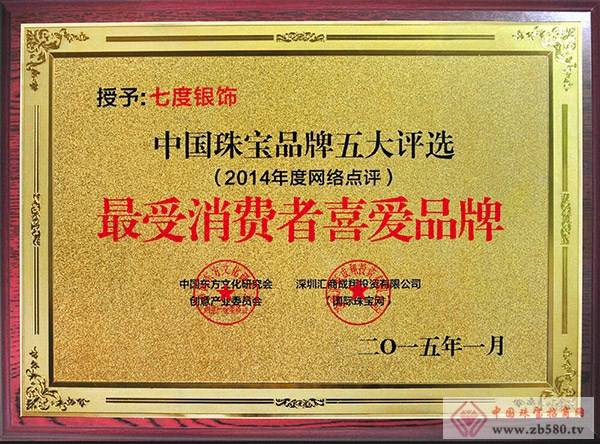 授予:七度银饰
中国珠宝品牌五大评选
(2014年度网络点评)
最受消费者喜爱品牌
中国东方文化研究会 深圳汇商成邦投资有限公司
创意产业委员会 (国际珠宝网)
二〇一五年一月
中国珠宝招商网
www.zb580.tv